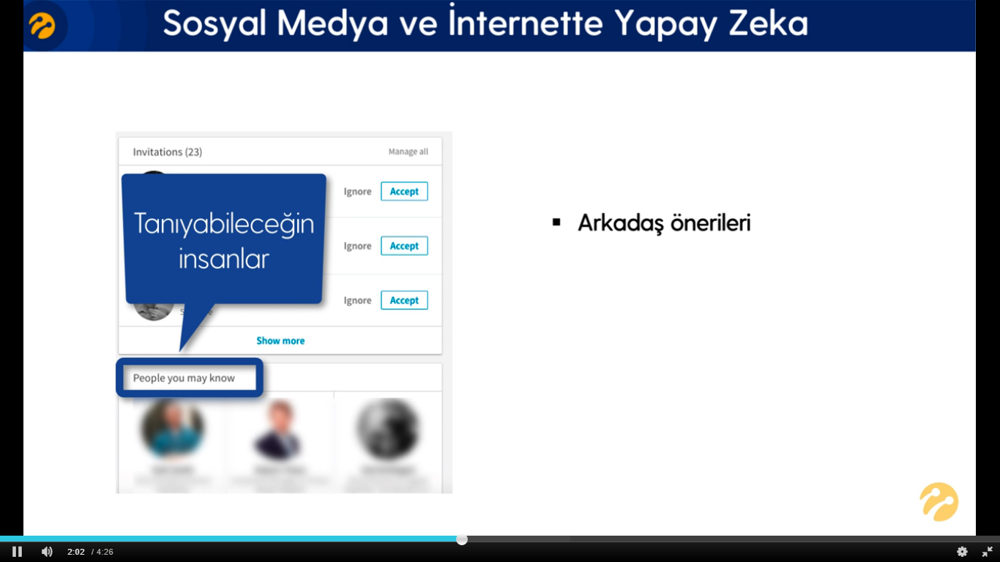 Sosyal Medya ve İnternette Yapay Zeka
Invitations (23)
Manage all
Ignore
Accept
Tanıyabileceğin
insanlar
Ignore
Accept
Ignore
Accept
Show more
People you may know
▪ Arkadaş önerileri
2:02 / 4:26